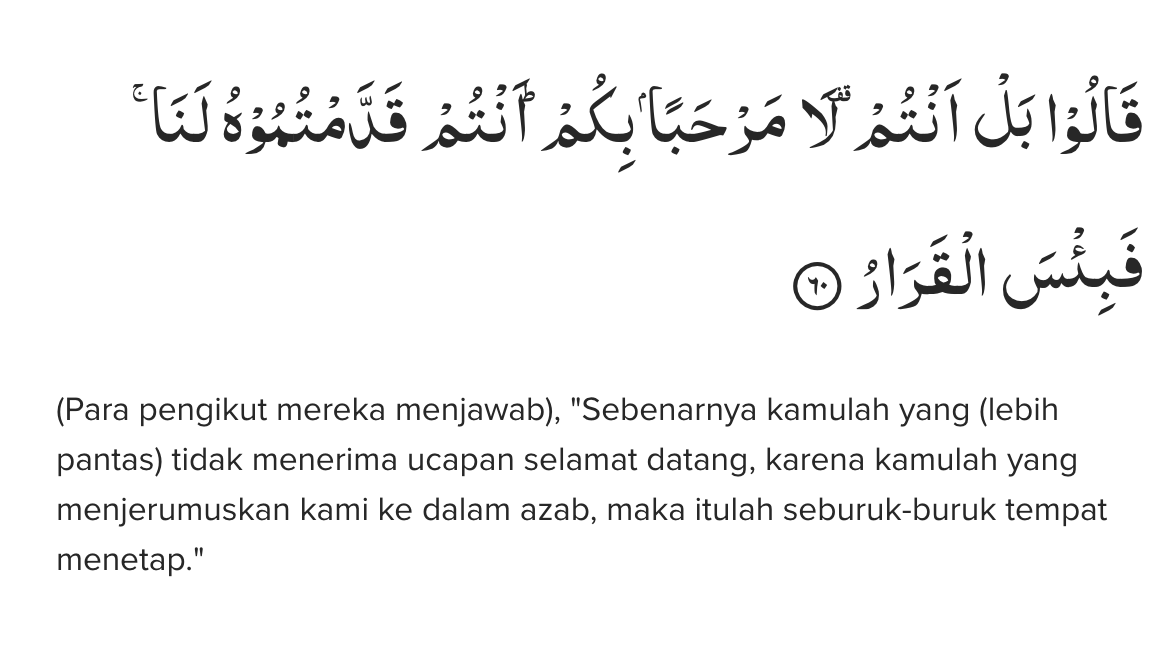 قَالُوْا بَلْ اَنْتُمْ ۗ لَا مَرْحَبًاۢ بِكُمْ ۗ اَنْتُمْ قَدَّمْتُمُوْهُ لَنَا ۚ
فَبِئْسَ الْقَرَارُ ٦٠
(Para pengikut mereka menjawab), "Sebenarnya kamulah yang (lebih
pantas) tidak menerima ucapan selamat datang, karena kamulah yang
menjerumuskan kami ke dalam azab, maka itulah seburuk-buruk tempat
menetap."